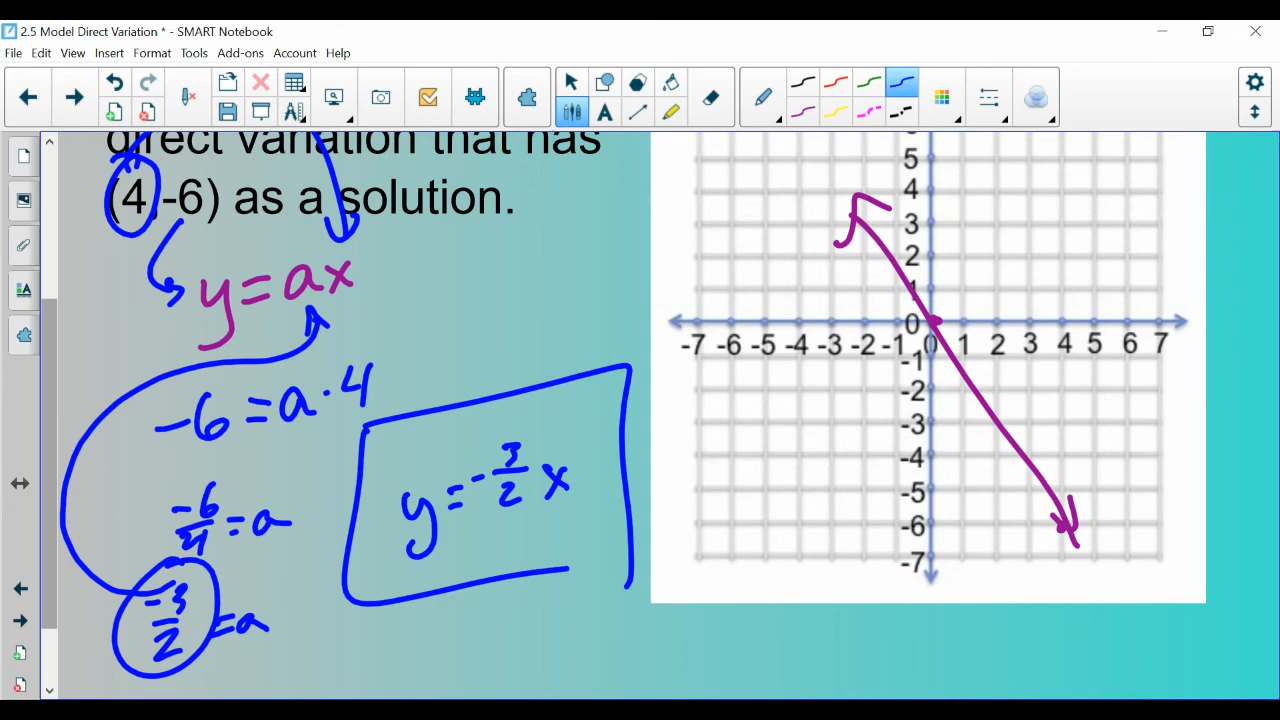 2.5 Model Direct Variation * - SMART Notebook
File Edit View Insert Format Tools Add-ons Account Help
direct variation that has
(4,-6) as a solution.
y = ax
-6 = a · 4
-6/4 = a
-3/2 = a
y = -3/2 x
5
4
3
2
1
0
-7 -6 -5 -4 -3 -2 -1 0 1 2 3 4 5 6 7
-1
-2
-3
-4
-5
-6
-7